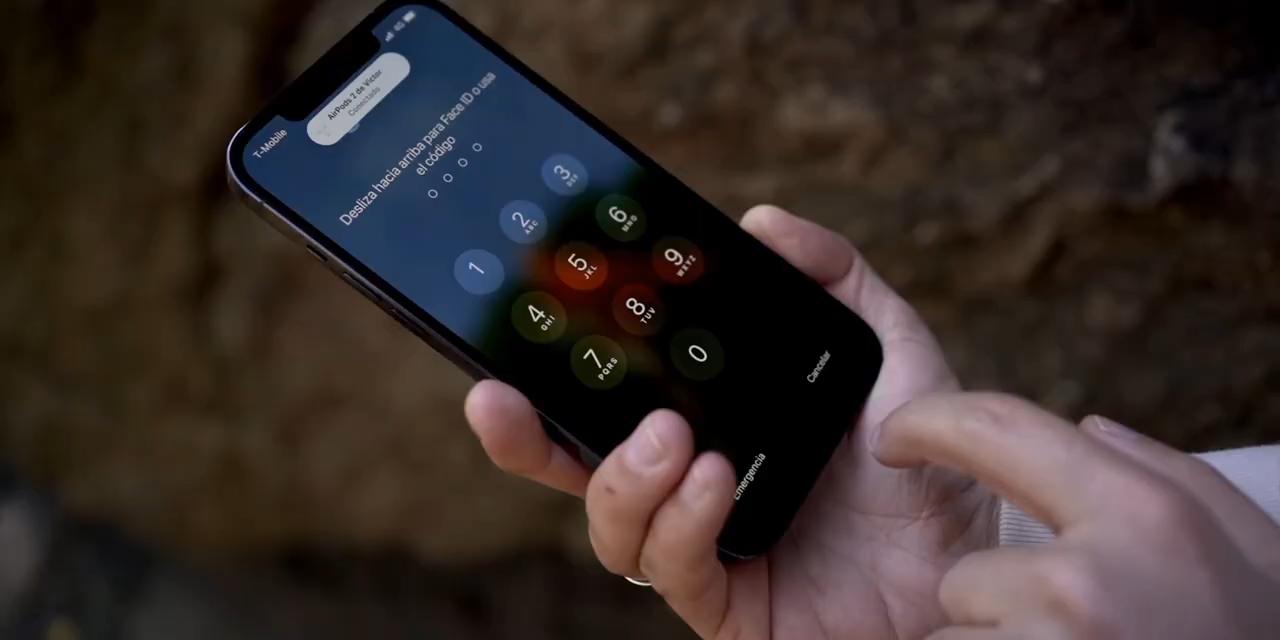 T-Mobile
4G
AirPods 2 de Victor
Conectado
Desliza hacia arriba para Face ID o usa
el código
1
2
ABC
3
DEF
4
GHI
5
JKL
6
MNO
7
PQRS
8
TUV
9
WXYZ
0
Emergencia
Cancelar